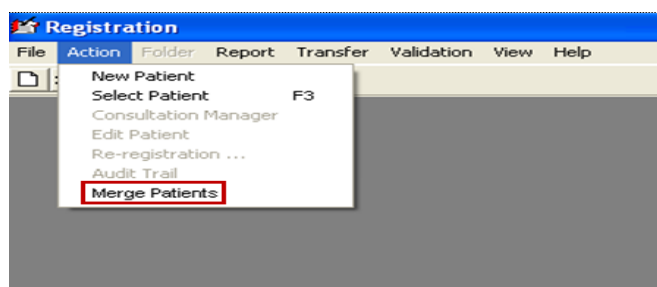 Registration
File Action Folder Report Transfer Validation View Help
New Patient
Select Patient F3
Consultation Manager
Edit Patient
Re-registration ...
Audit Trail
Merge Patients